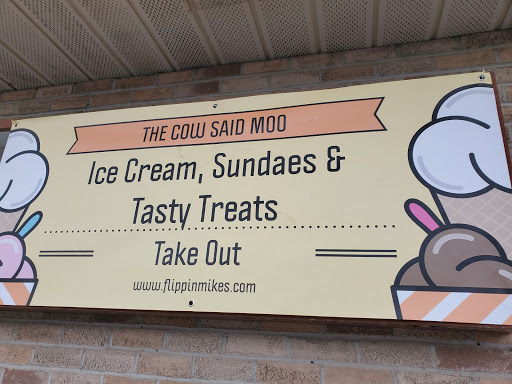 THE COW SAID MOO
Ice Cream, Sundaes &
Tasty Treats
Take Out
www.flippinmikes.com